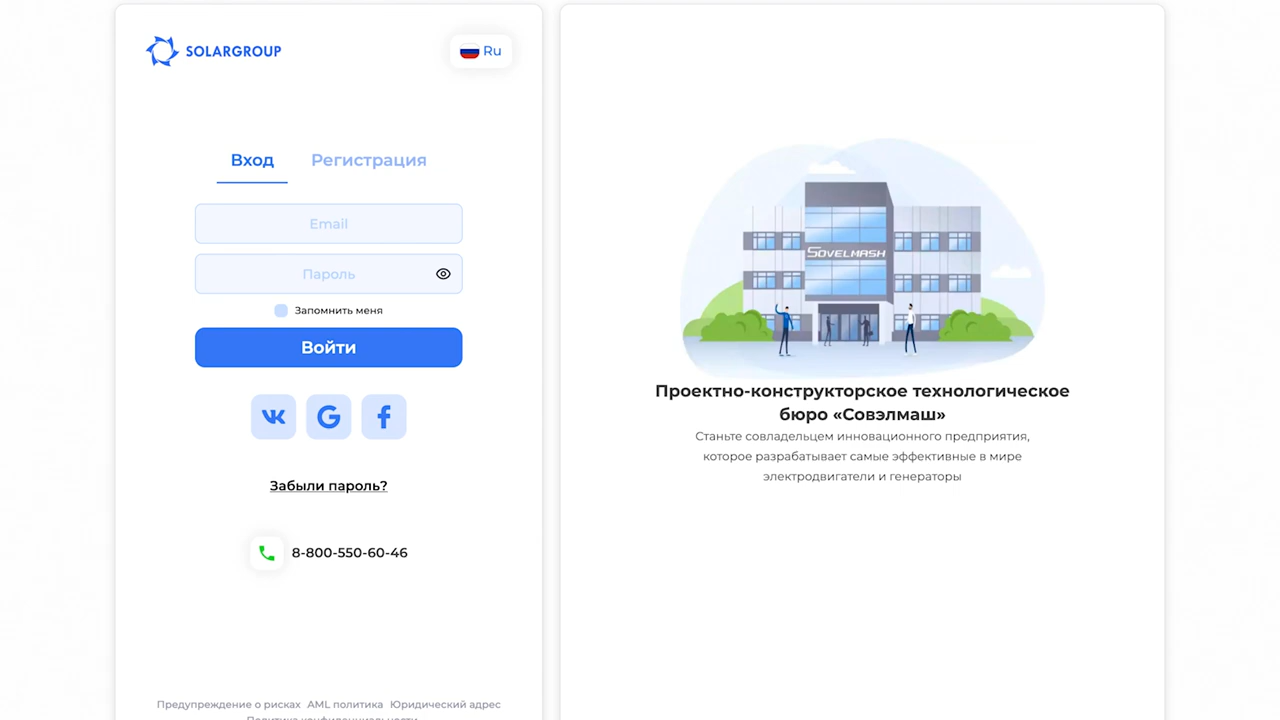 SOLARGROUP
Ru
Вход
Регистрация
Email
Пароль
Запомнить меня
Войти
Забыли пароль?
8-800-550-60-46
Предупреждение о рисках AML политика Юридический адрес
Политика конфиденциальности
SOVELMASH
Проектно-конструкторское технологическое
бюро «Совэлмаш»
Станьте совладельцем инновационного предприятия,
которое разрабатывает самые эффективные в мире
электродвигатели и генераторы